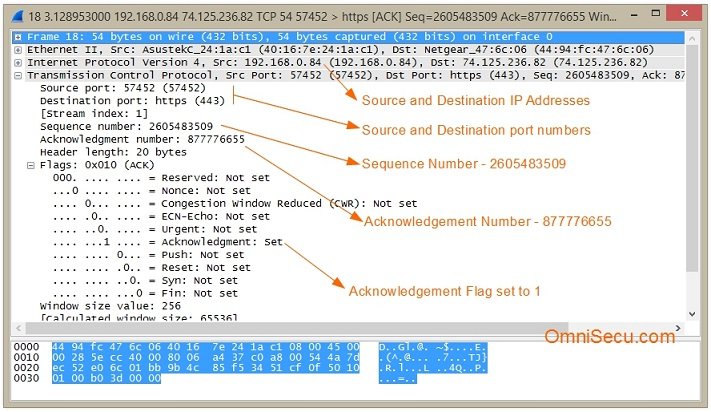 18 3.128953000 192.168.0.84 74.125.236.82 TCP 54 57452 > https [ACK] Seq=2605483509 Ack=877776655 Win...
Frame 18: 54 bytes on wire (432 bits), 54 bytes captured (432 bits) on interface 0
Ethernet II, Src: AsustekC_24:1a:c1 (40:16:7e:24:1a:c1), Dst: Netgear_47:6c:06 (44:94:fc:47:6c:06)
Internet Protocol Version 4, Src: 192.168.0.84 (192.168.0.84), Dst: 74.125.236.82 (74.125.236.82)
Transmission Control Protocol, Src Port: 57452 (57452), Dst Port: https (443), Seq: 2605483509, Ack: 87
Source port: 57452 (57452)
Source and Destination IP Addresses
Destination port: https (443)
[Stream index: 1]
Source and Destination port numbers
Sequence number: 2605483509
Acknowledgment number: 877776655
Header length: 20 bytes
Sequence Number - 2605483509
Flags: 0x010 (ACK)
000. .... .... = Reserved: Not set
...0 .... .... = Nonce: Not set
.... 0... .... = Congestion Window Reduced (CWR): Not set
.... .0.. .... = ECN-Echo: Not set
Acknowledgement Number - 877776655
.... ..0. .... = Urgent: Not set
.... ...1 .... = Acknowledgment: Set
.... .... 0... = Push: Not set
.... .... .0.. = Reset: Not set
.... .... ..0. = Syn: Not set
.... .... ...0 = Fin: Not set
Acknowledgement Flag set to 1
Window size value: 256
[Calculated window size: 65536]
OmniSecu.com
0000 44 94 fc 47 6c 06 40 16 7e 24 1a c1 08 00 45 00 D..Gl.@. ~$....E.
0010 00 28 5e cc 40 00 80 06 a4 37 c0 a8 00 54 4a 7d .(^.@... .7...TJ}
0020 ec 52 e0 6c 01 bb 9b 4c 85 f5 34 51 cf 0f 50 10 .R.l...L ..4Q..P.
0030 01 00 b0 3d 00 00 ...=..